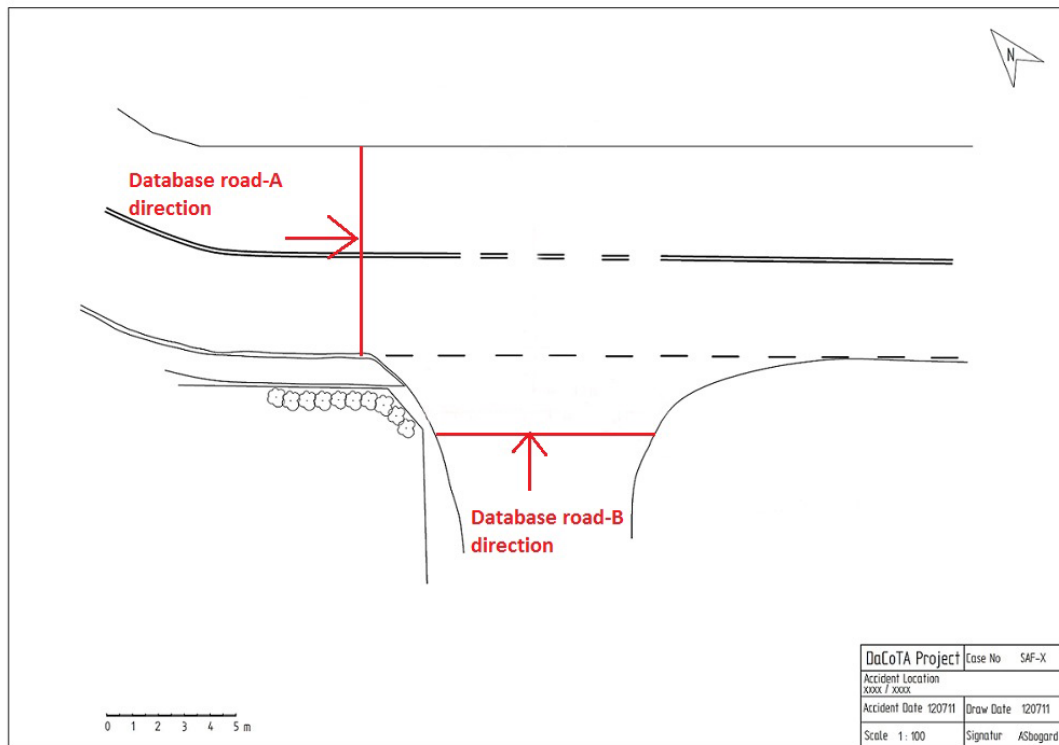 N
Database road-A
direction
Database road-B
direction
0 1 2 3 4 5 m
DaCoTA Project Case No SAF-X
Accident Location
xxxx / xxxx
Accident Date 120711 Draw Date 120711
Scale 1 : 100 Signatur ASbogard